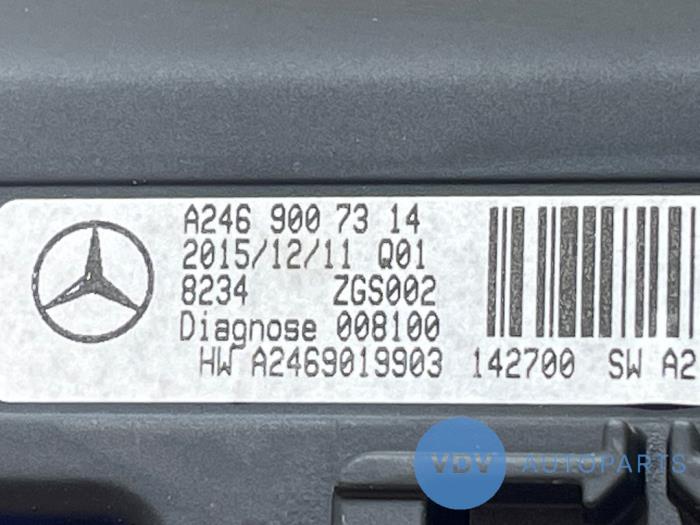 A246 900 73 14
2015/12/11 Q01
8234 ZGS002
Diagnose 008100
HW A2469019903 142700 SW A2
VDV AUTOPARTS